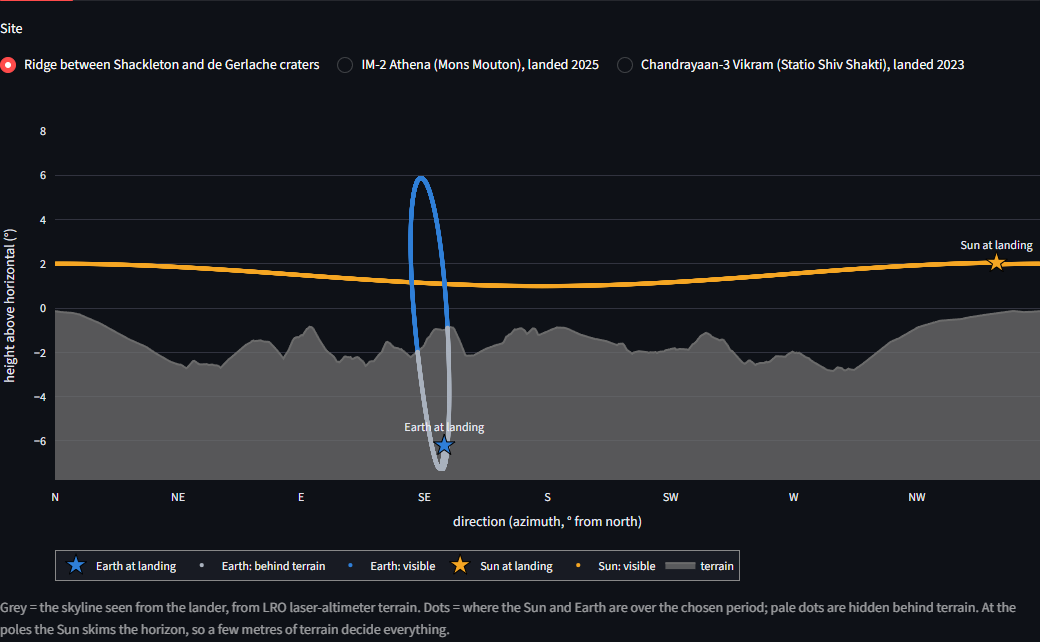 Site
Ridge between Shackleton and de Gerlache craters IM-2 Athena (Mons Mouton), landed 2025 Chandrayaan-3 Vikram (Statio Shiv Shakti), landed 2023
8
6
4
2
0
−2
−4
−6
height above horizontal (°)
Sun at landing
Earth at landing
N NE E SE S SW W NW
direction (azimuth, ° from north)
Earth at landing Earth: behind terrain Earth: visible Sun at landing Sun: visible terrain
Grey = the skyline seen from the lander, from LRO laser-altimeter terrain. Dots = where the Sun and Earth are over the chosen period; pale dots are hidden behind terrain. At the
poles the Sun skims the horizon, so a few metres of terrain decide everything.